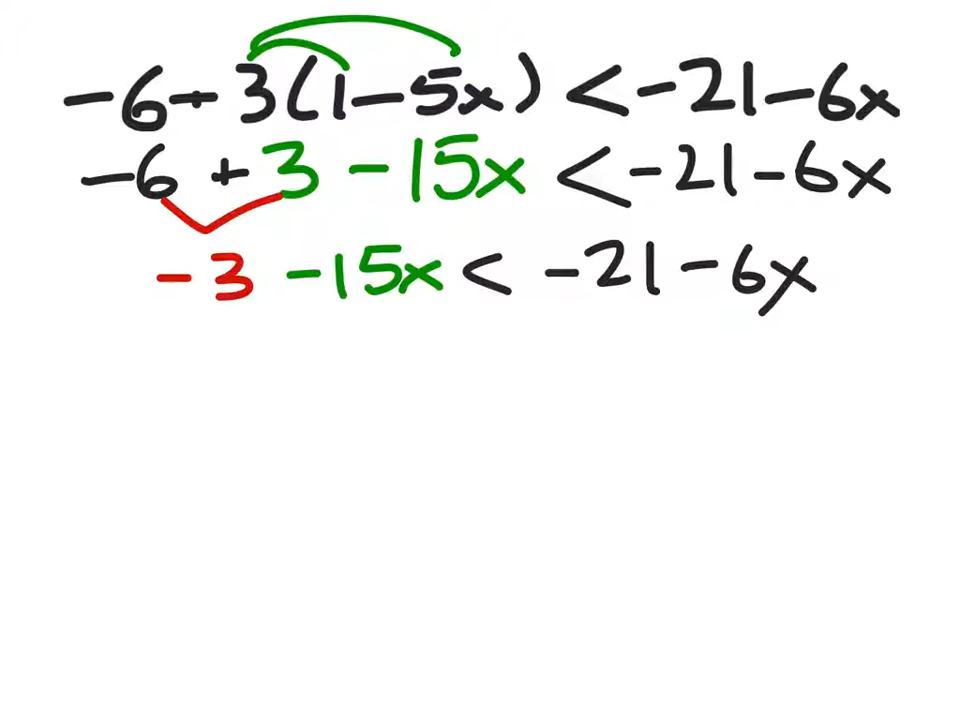 -6+3(1-5x) <-21-6x
-6 +3 -15x <-21-6x
-3 -15x < -21-6x